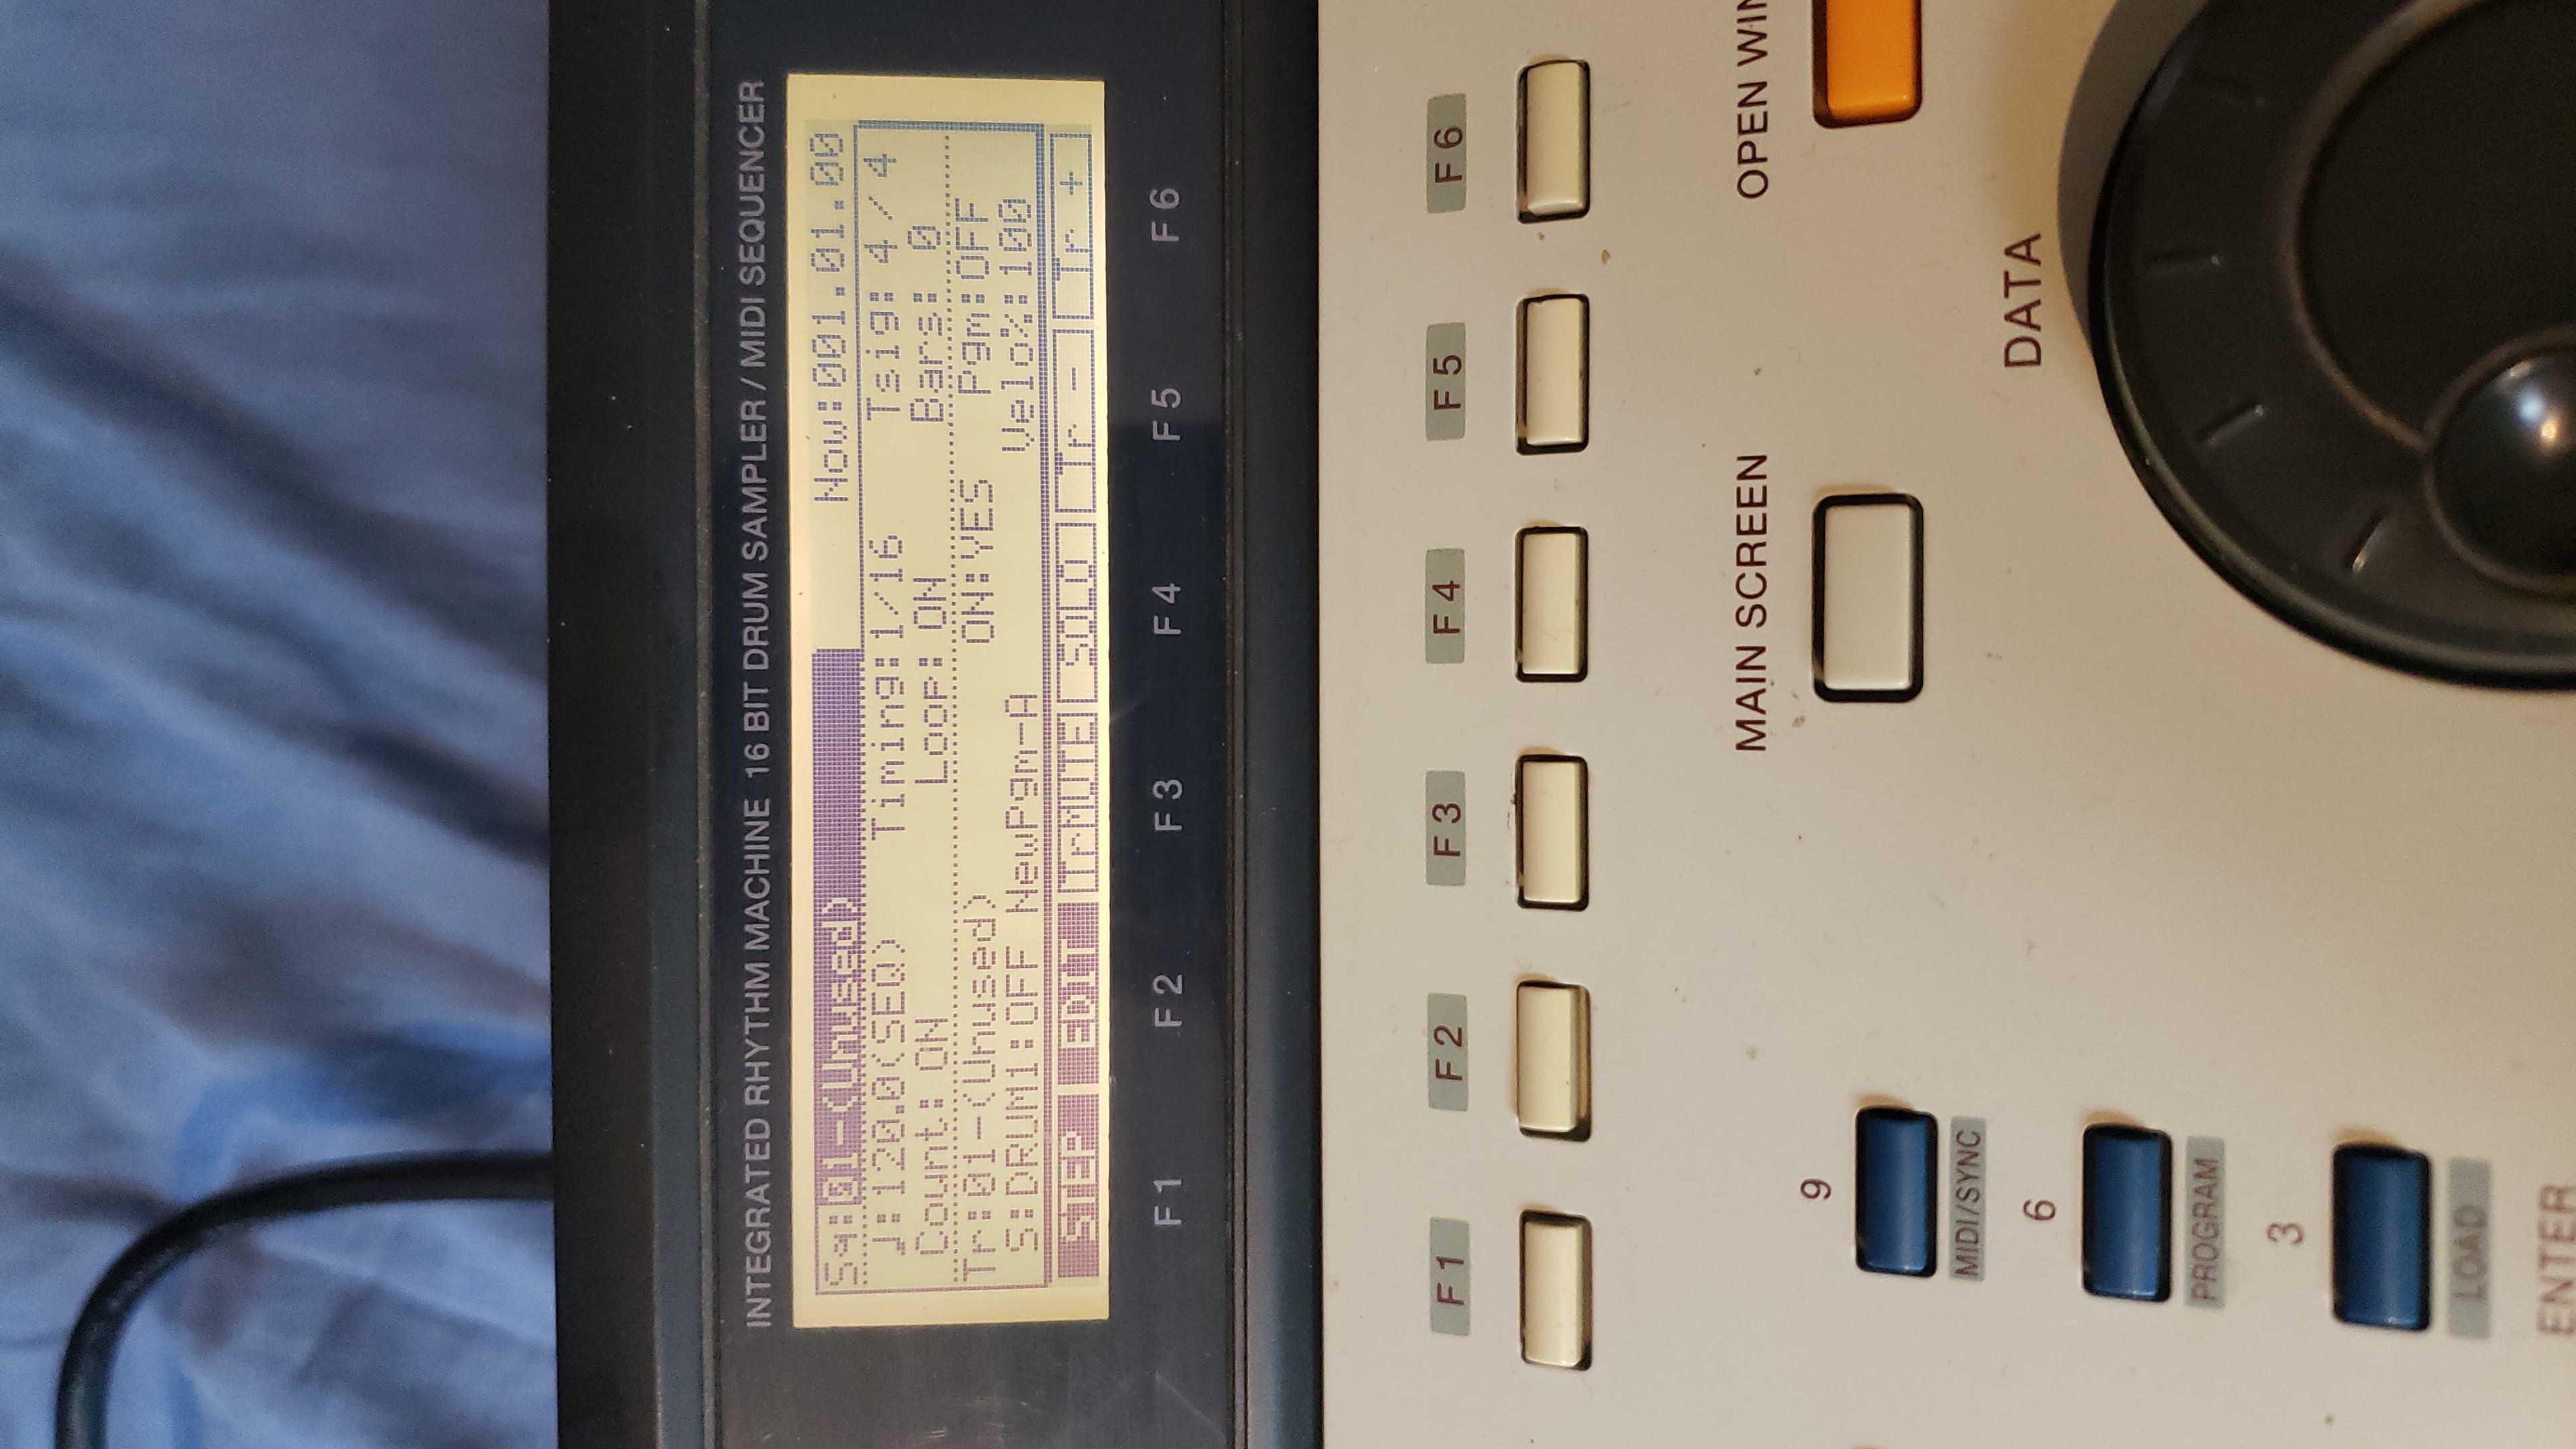 INTEGRATED RHYTHM MACHINE 16 BIT DRUM SAMPLER / MIDI SEQUENCER
Sq:01-(Unused) Now:001.01.00
♩:120.0(SEQ) Timing:1/16 Tsig: 4/4
Count: ON Loop: ON Bars: 0
Tr:01-(Unused) ON:YES Pgm:OFF
S:DRUM1:OFF NewPgm-A Velo%:100
STEP EDIT TrMUTE SOLO Tr - Tr +
F1 F2 F3 F4 F5 F6
F1 F2 F3 F4 F5 F6
MAIN SCREEN OPEN WIN
9
MIDI/SYNC
DATA
6
PROGRAM
3
LOAD
ENTER